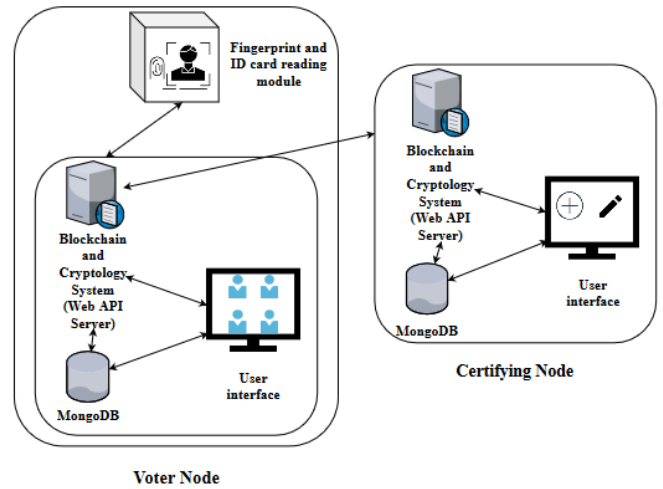 Fingerprint and
ID card reading
module
Blockchain
and
Cryptology
System
(Web API
Server)
MongoDB
User
interface
Voter Node
Blockchain
and
Cryptology
System
(Web API
Server)
MongoDB
User
interface
Certifying Node